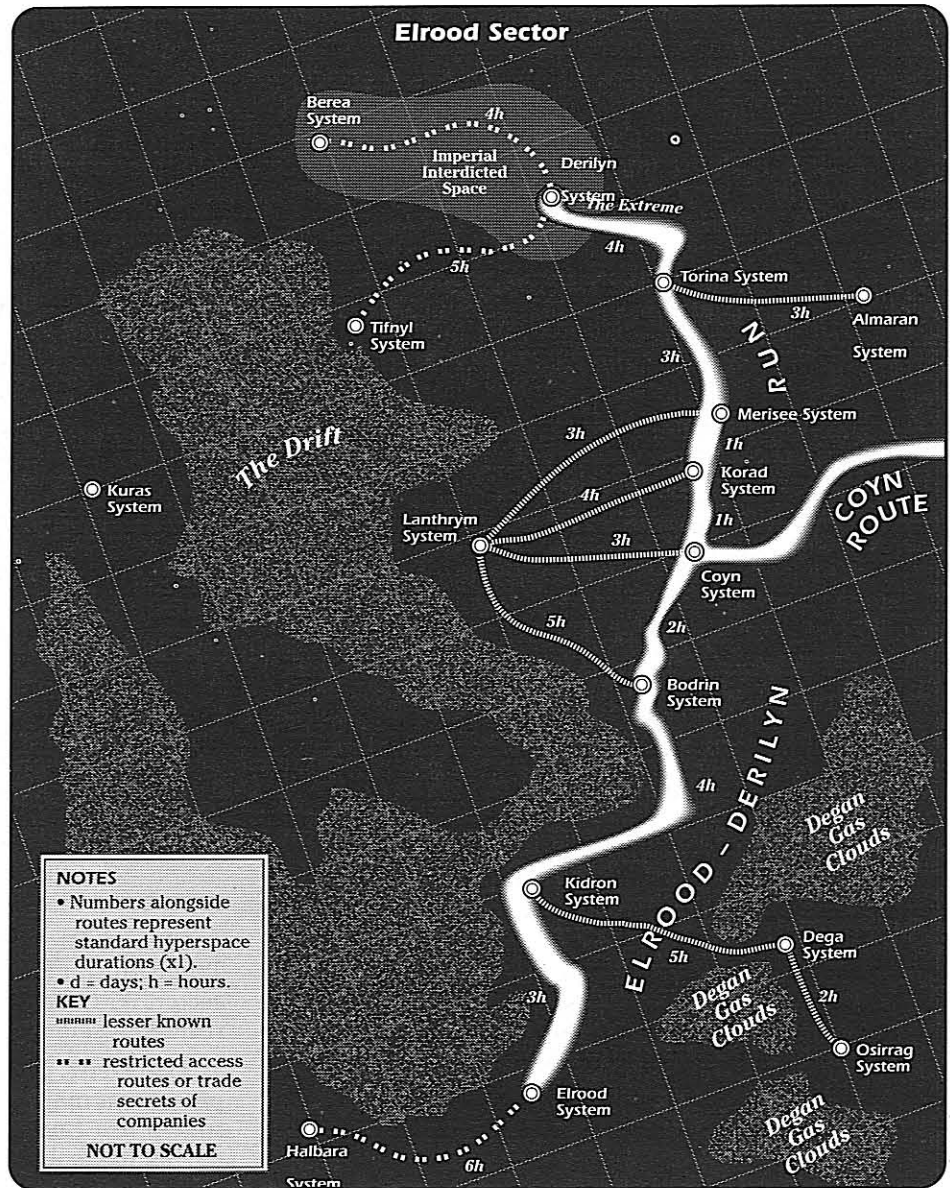 Elrood Sector
Berea
System
4h
Imperial
Interdicted
Space
Derilyn
System
The Extreme
4h
5h
Torina System
3h
Almaran
System
Tifnyl
System
3h
RUN
Merisee System
3h
1h
The Drift
Korad
System
4h
Kuras
System
COYN
ROUTE
Lanthrym
System
1h
3h
Coyn
System
5h
2h
Bodrin
System
4h
ELROOD – DERILYN
Degan
Gas
Clouds
Kidron
System
5h
Dega
System
3h
Degan
Gas
Clouds
2h
Osirrag
System
Elrood
System
Degan
Gas
Clouds
Halbara
System
6h
NOTES
• Numbers alongside
routes represent
standard hyperspace
durations (x1).
• d = days; h = hours.
KEY
lesser known
routes
restricted access
routes or trade
secrets of
companies
NOT TO SCALE